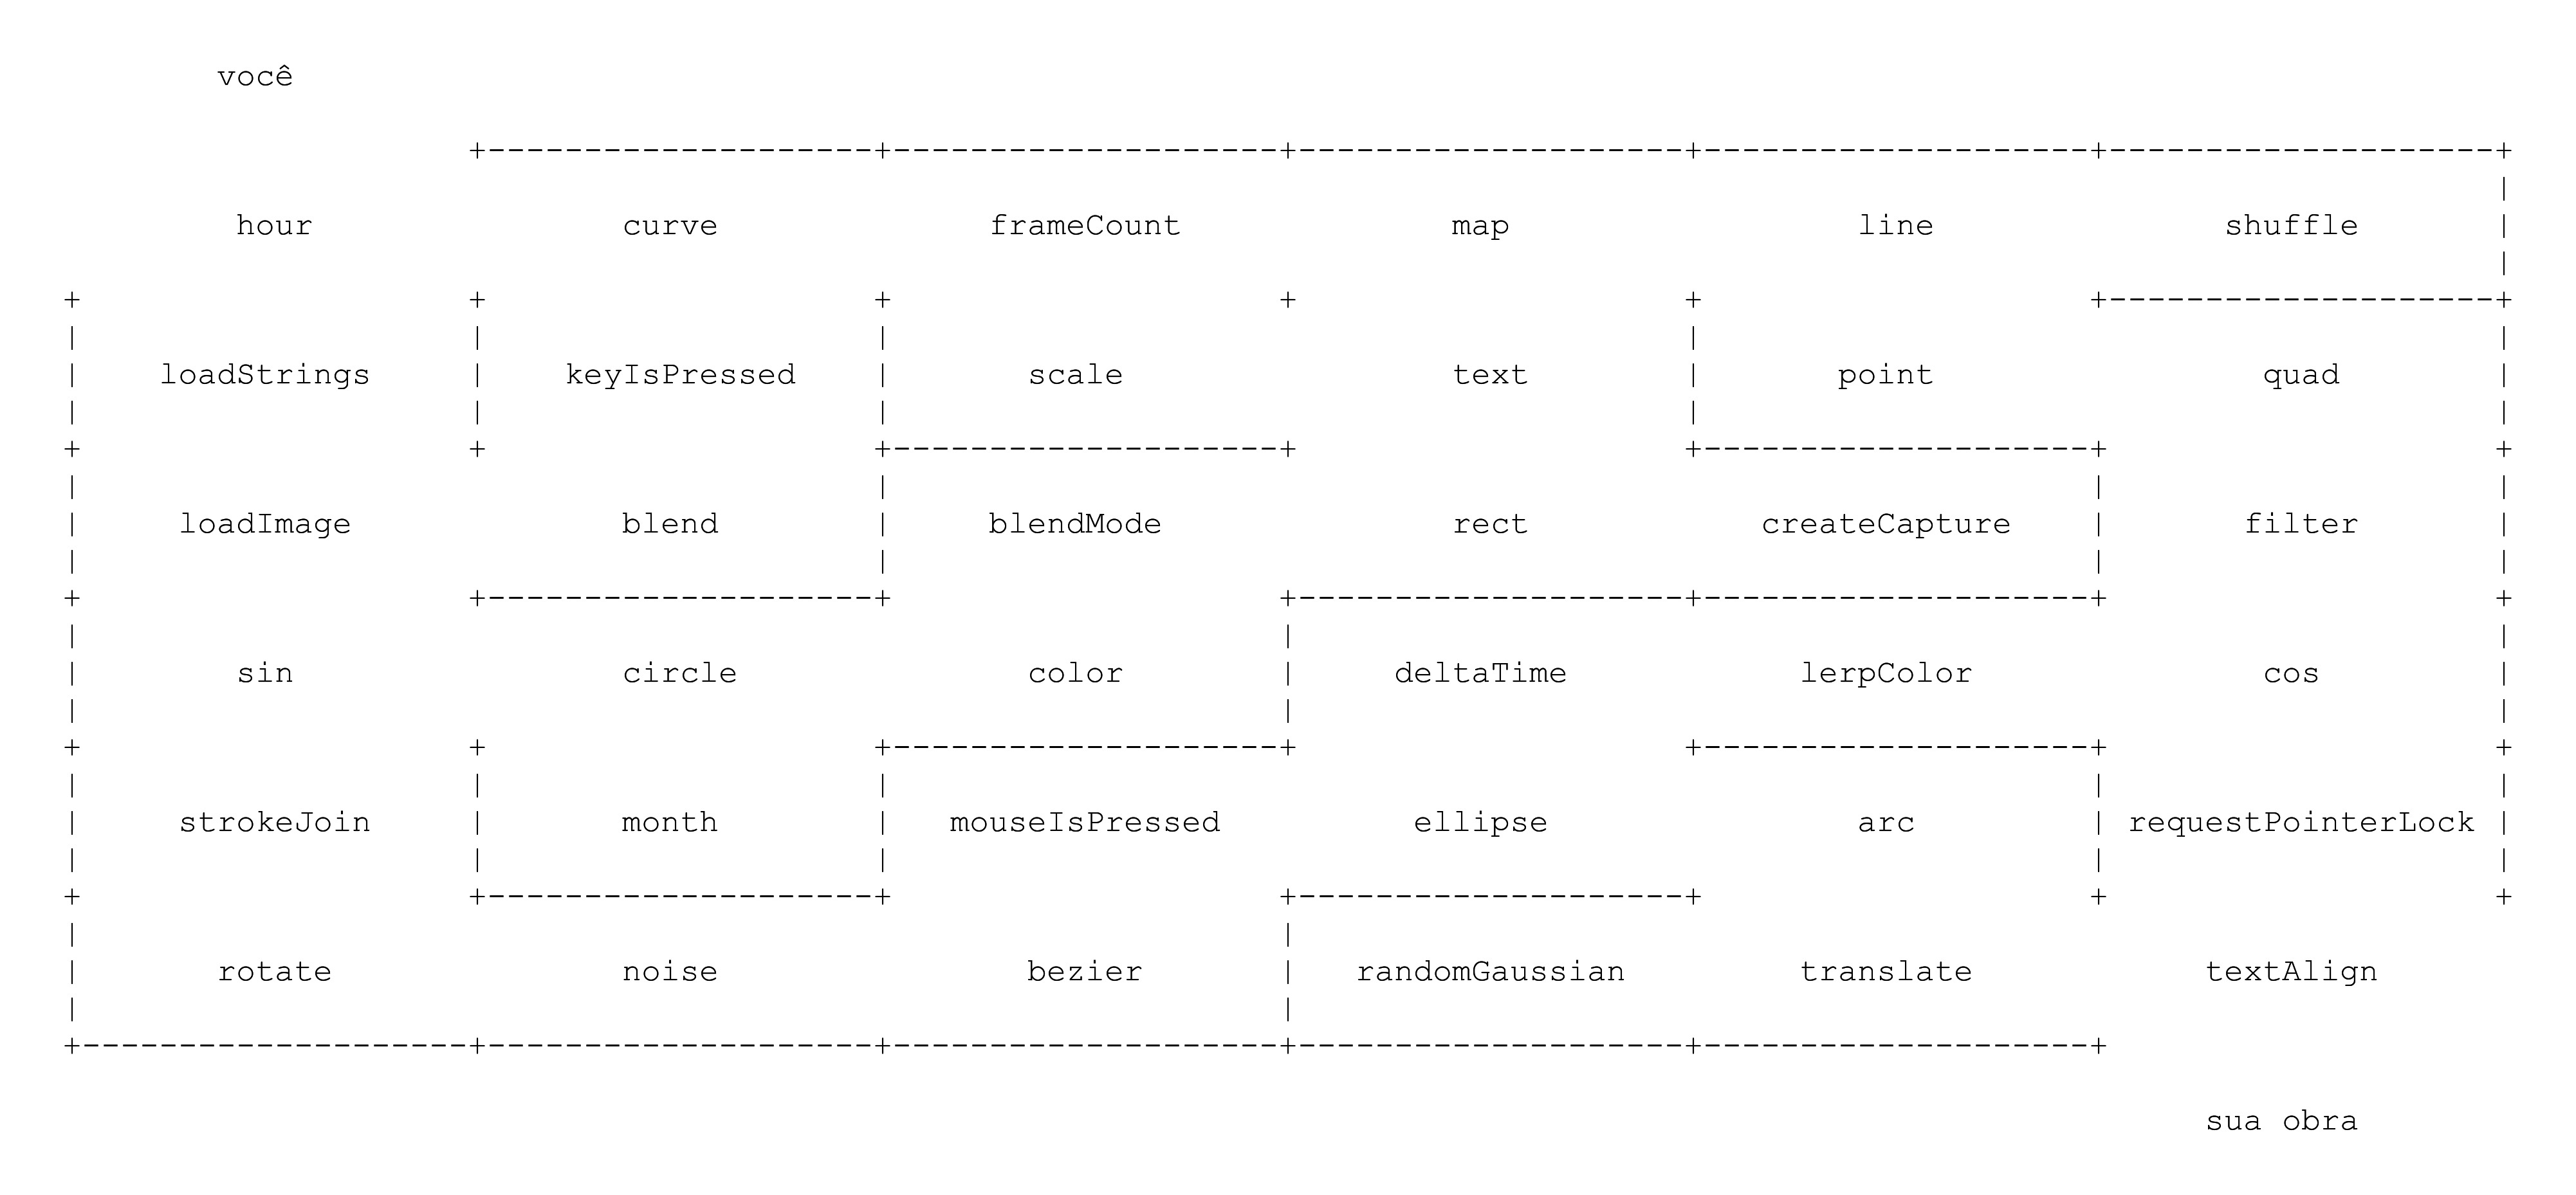 você
hour curve frameCount map line shuffle
loadStrings keyIsPressed scale text point quad
loadImage blend blendMode rect createCapture filter
sin circle color deltaTime lerpColor cos
strokeJoin month mouseIsPressed ellipse arc requestPointerLock
rotate noise bezier randomGaussian translate textAlign
sua obra